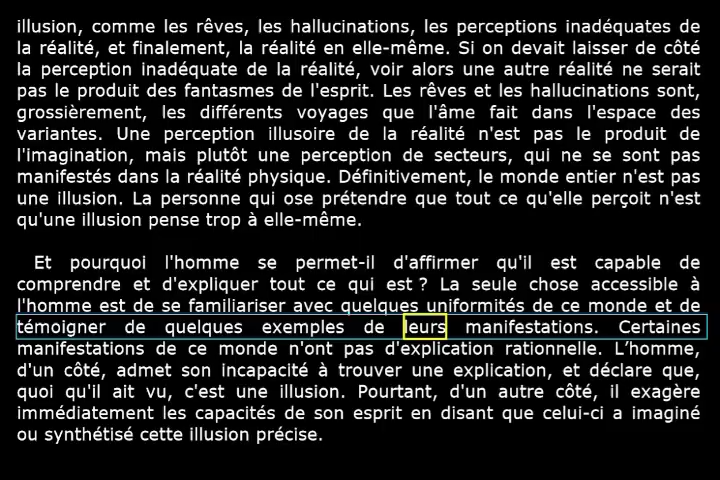 illusion, comme les rêves, les hallucinations, les perceptions inadéquates de
la réalité, et finalement, la réalité en elle-même. Si on devait laisser de côté
la perception inadéquate de la réalité, voir alors une autre réalité ne serait
pas le produit des fantasmes de l'esprit. Les rêves et les hallucinations sont,
grossièrement, les différents voyages que l'âme fait dans l'espace des
variantes. Une perception illusoire de la réalité n'est pas le produit de
l'imagination, mais plutôt une perception de secteurs, qui ne se sont pas
manifestés dans la réalité physique. Définitivement, le monde entier n'est pas
une illusion. La personne qui ose prétendre que tout ce qu'elle perçoit n'est
qu'une illusion pense trop à elle-même.
Et pourquoi l'homme se permet-il d'affirmer qu'il est capable de
comprendre et d'expliquer tout ce qui est ? La seule chose accessible à
l'homme est de se familiariser avec quelques uniformités de ce monde et de
témoigner de quelques exemples de leurs manifestations. Certaines
manifestations de ce monde n'ont pas d'explication rationnelle. L’homme,
d'un côté, admet son incapacité à trouver une explication, et déclare que,
quoi qu'il ait vu, c'est une illusion. Pourtant, d'un autre côté, il exagère
immédiatement les capacités de son esprit en disant que celui-ci a imaginé
ou synthétisé cette illusion précise.